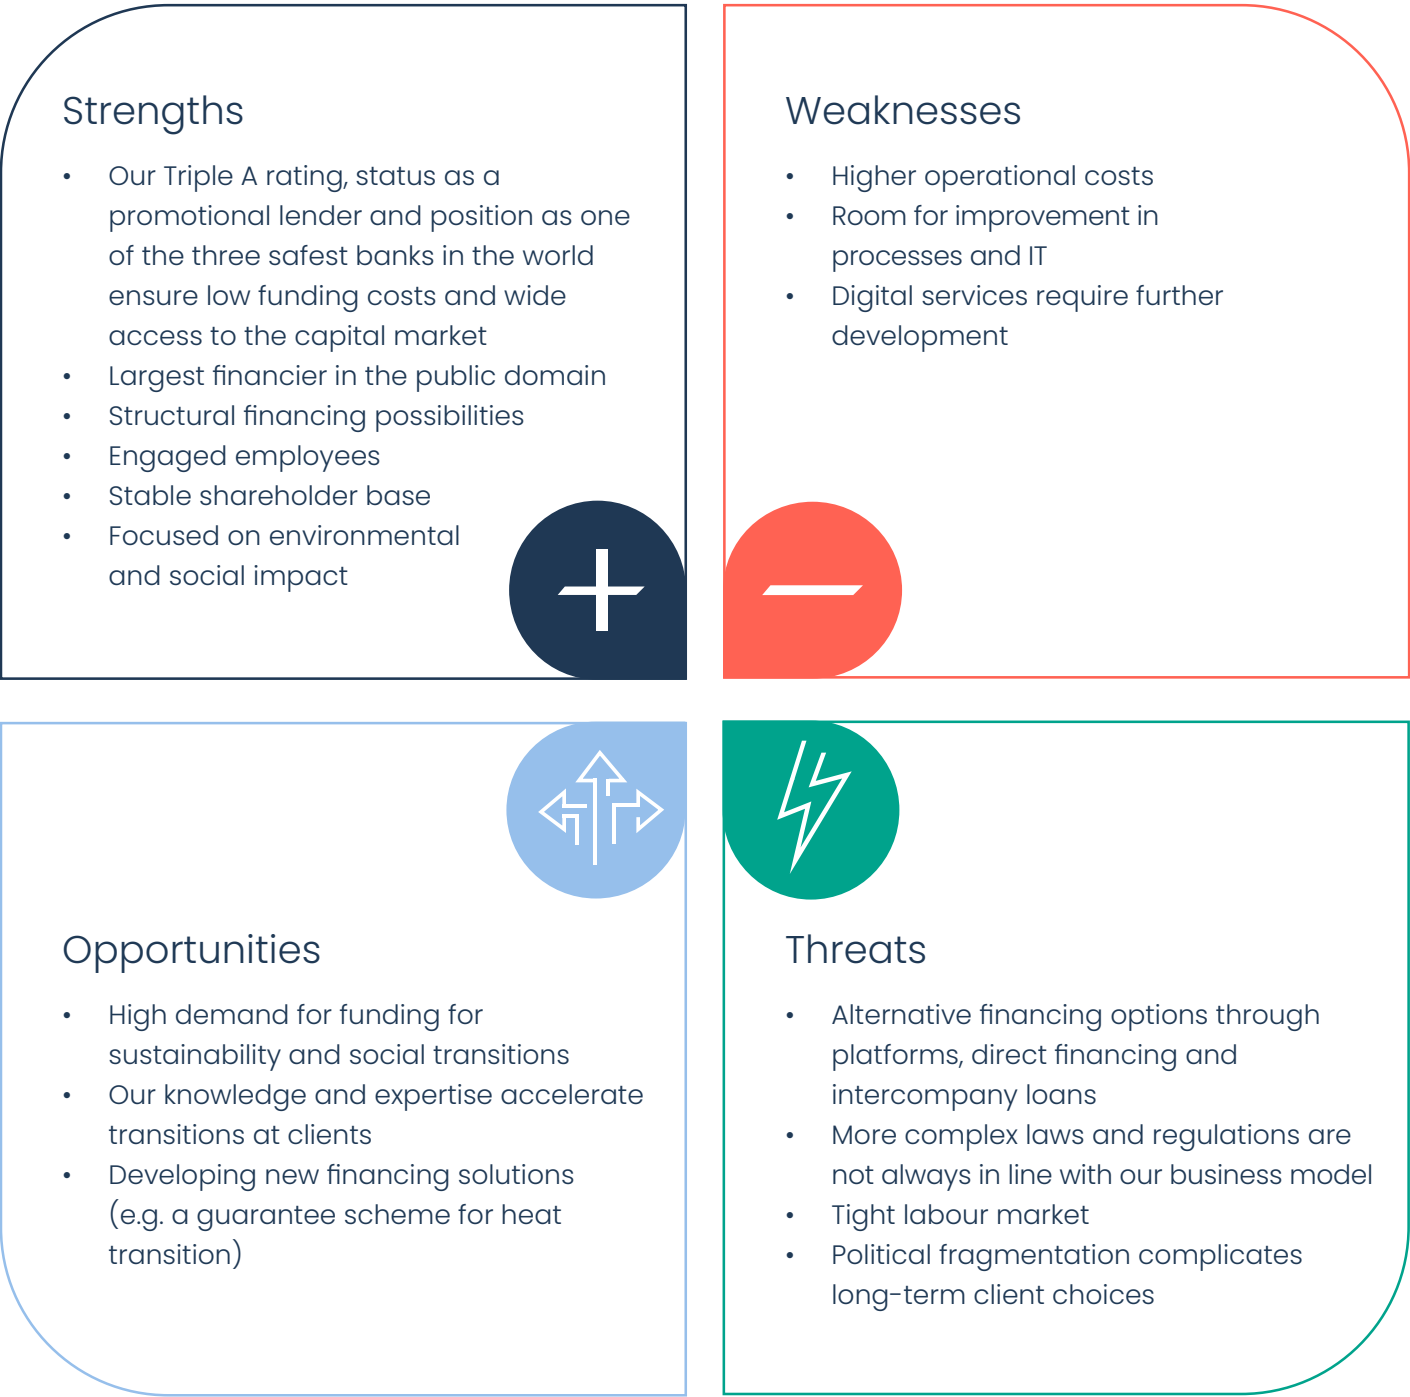 Strengths
• Our Triple A rating, status as a
promotional lender and position as one
of the three safest banks in the world
ensure low funding costs and wide
access to the capital market
• Largest financier in the public domain
• Structural financing possibilities
• Engaged employees
• Stable shareholder base
• Focused on environmental
and social impact
Weaknesses
• Higher operational costs
• Room for improvement in
processes and IT
• Digital services require further
development
Opportunities
• High demand for funding for
sustainability and social transitions
• Our knowledge and expertise accelerate
transitions at clients
• Developing new financing solutions
(e.g. a guarantee scheme for heat
transition)
Threats
• Alternative financing options through
platforms, direct financing and
intercompany loans
• More complex laws and regulations are
not always in line with our business model
• Tight labour market
• Political fragmentation complicates
long-term client choices